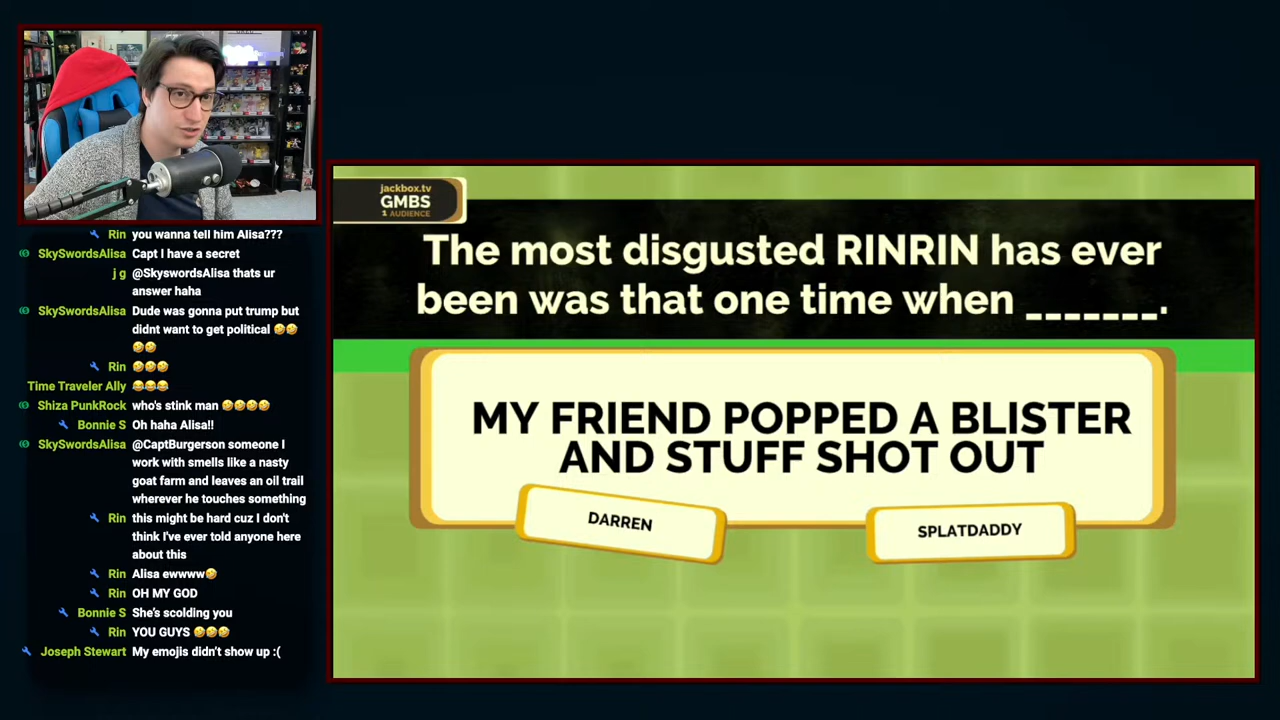 you wanna tell him Alisa???
Rin
SkySwordsAlisa Capt I have a secret
j g @SkyswordsAlisa thats ur
answer haha
SkySwordsAlisa Dude was gonna put trump but
didnt want to get political 🤣🤣
🤣🤣
Rin 🤣🤣🤣
Time Traveler Ally 😂😂😂
Shiza PunkRock who's stink man 🤣🤣🤣🤣
Bonnie S Oh haha Alisa!!
SkySwordsAlisa @CaptBurgerson someone I
work with smells like a nasty
goat farm and leaves an oil trail
wherever he touches something
Rin this might be hard cuz I don't
think I've ever told anyone here
about this
Rin Alisa ewwww🤣
Rin OH MY GOD
Bonnie S She's scolding you
Rin YOU GUYS 🤣🤣🤣
Joseph Stewart My emojis didn't show up :(
jackbox.tv
GMBS
1 AUDIENCE
The most disgusted RINRIN has ever
been was that one time when _______.
MY FRIEND POPPED A BLISTER
AND STUFF SHOT OUT
DARREN
SPLATDADDY